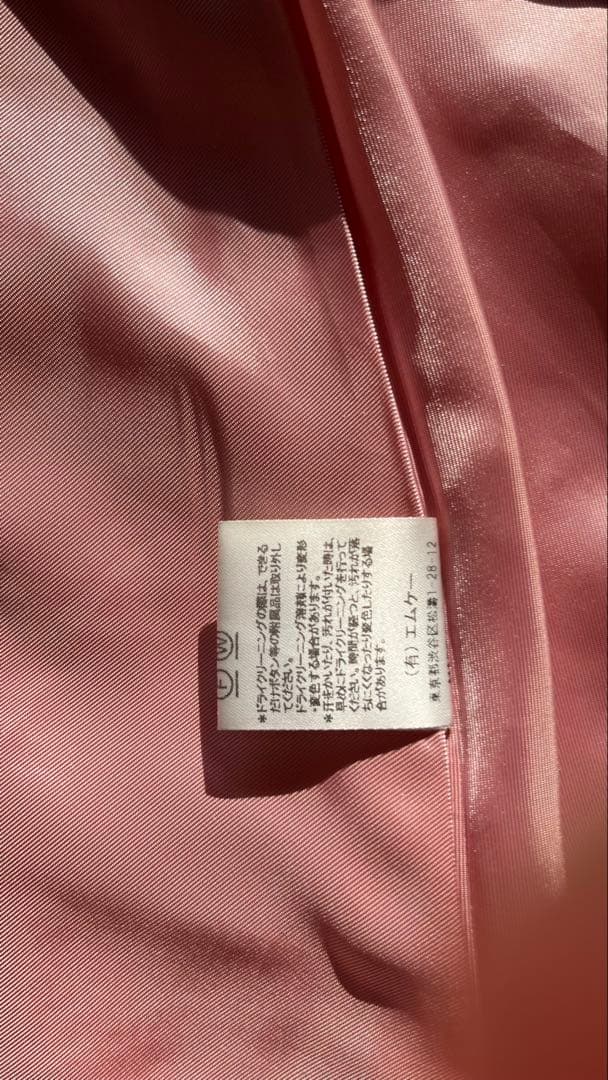 F W
＊ドライクリーニングの際は、できる
だけボタン等の附属品は取り外し
てください。
ドライクリーニング溶剤により変形
・変色する場合があります。
＊汗をかいたり、汚れが付いた時は、
早めにドライクリーニングを行って
ください。時間が経つと、汚れが落
ちにくくなったり変色したりする場
合があります。
（有）エムケー
東京都渋谷区松濤1-28-12